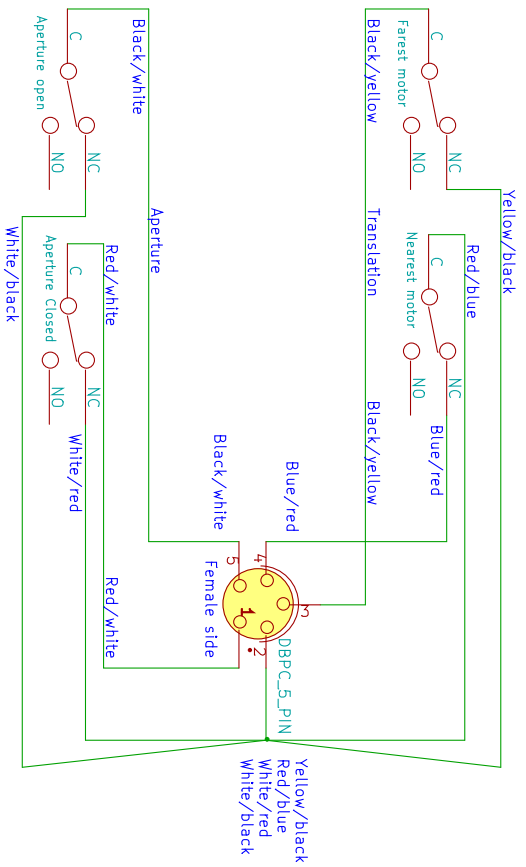 Black/white
C
Aperture open
NC
NO
Aperture
White/black
Red/white
C
Aperture Closed
NC
NO
White/red
Black/white
Red/white
Female side
Black/yellow
C
Farest motor
NC
NO
Translation
Yellow/black
Red/blue
C
Nearest motor
NC
NO
Blue/red
Black/yellow
Blue/red
5
4
3
1
2
DBPC_5_PIN
Yellow/black
Red/blue
White/red
White/black